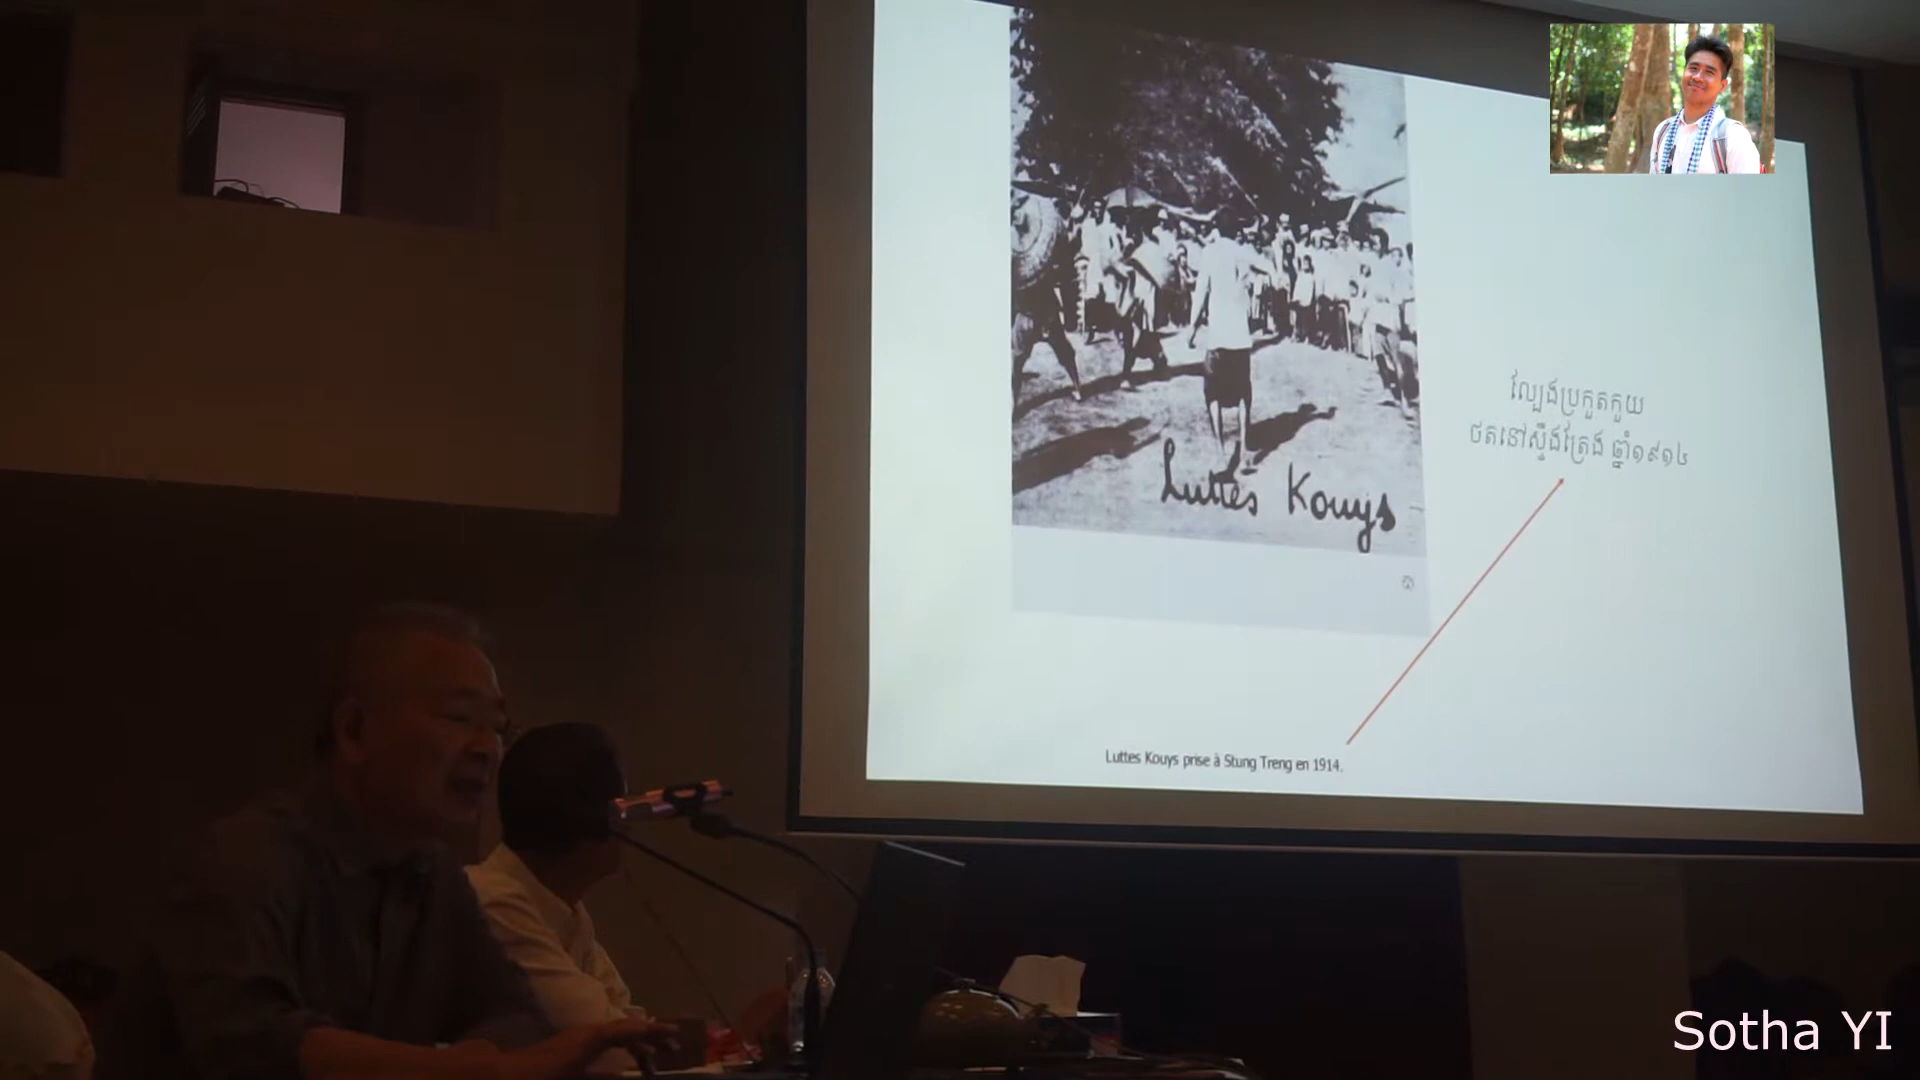 Luttes Kouys
ល្បែងប្រកួតកួយ
ថតនៅស្ទឹងត្រែង ឆ្នាំ១៩១៤
Luttes Kouys prise à Stung Treng en 1914.
Sotha YI